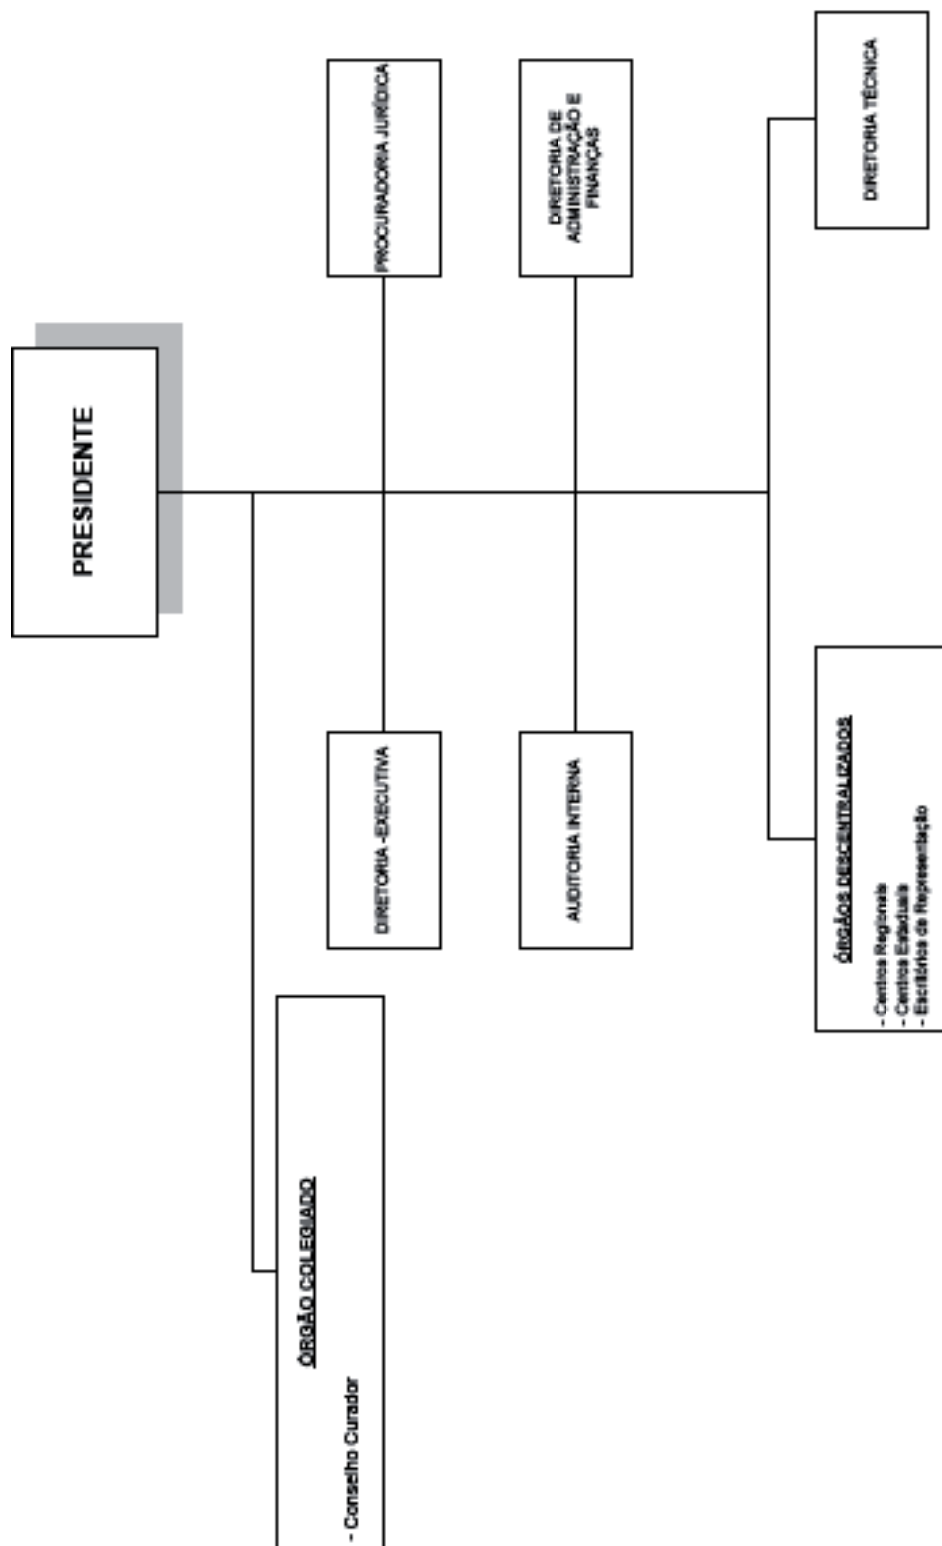 PRESIDENTE
ÓRGÃO COLEGIADO
- Conselho Curador
DIRETORIA -EXECUTIVA
PROCURADORIA JURÍDICA
AUDITORIA INTERNA
DIRETORIA DE
ADMINISTRAÇÃO E
FINANÇAS
ÓRGÃOS DESCENTRALIZADOS
- Centros Regionais
- Centros Estaduais
- Escritórios de Representação
DIRETORIA TÉCNICA